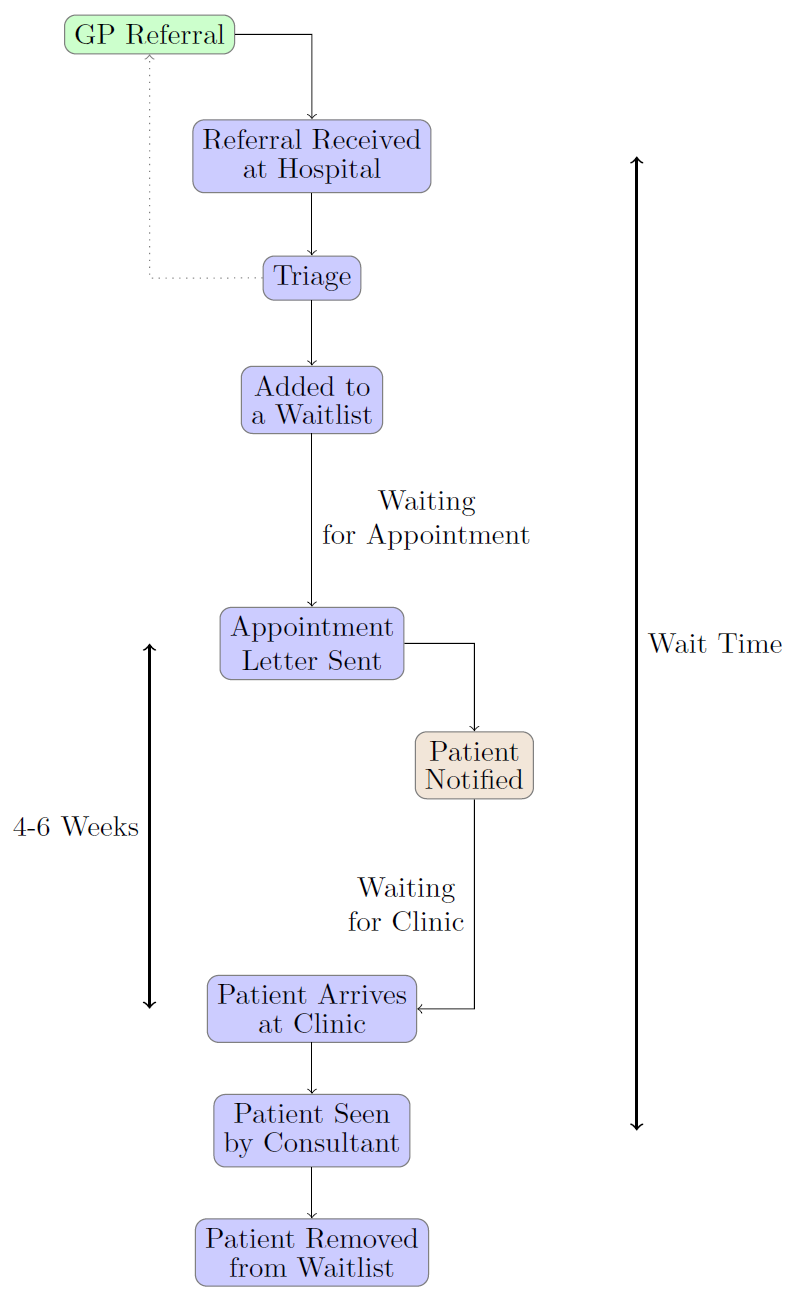 GP Referral
Referral Received
at Hospital
Triage
Added to
a Waitlist
Waiting
for Appointment
Appointment
Letter Sent
Wait Time
Patient
Notified
4-6 Weeks
Waiting
for Clinic
Patient Arrives
at Clinic
Patient Seen
by Consultant
Patient Removed
from Waitlist